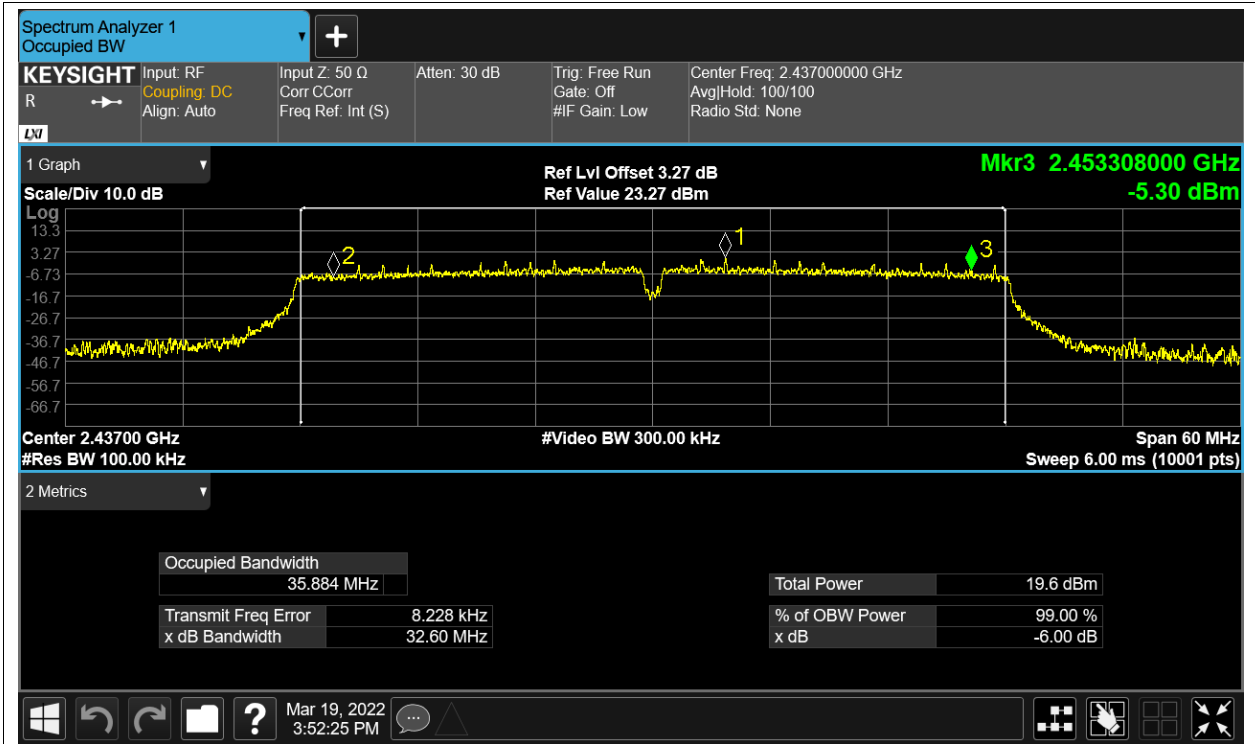 Spectrum Analyzer 1
Occupied BW
KEYSIGHT
R
LXI
Input: RF
Coupling: DC
Align: Auto
Input Z: 50 Ω
Corr CCorr
Freq Ref: Int (S)
Atten: 30 dB
Trig: Free Run
Gate: Off
#IF Gain: Low
Center Freq: 2.437000000 GHz
Avg|Hold: 100/100
Radio Std: None
1 Graph
Scale/Div 10.0 dB
Ref Lvl Offset 3.27 dB
Ref Value 23.27 dBm
Mkr3 2.453308000 GHz
-5.30 dBm
Log
13.3
3.27
-6.73
-16.7
-26.7
-36.7
-46.7
-56.7
-66.7
2
1
3
Center 2.43700 GHz
#Video BW 300.00 kHz
Span 60 MHz
#Res BW 100.00 kHz
Sweep 6.00 ms (10001 pts)
2 Metrics
Occupied Bandwidth
35.884 MHz
Total Power 19.6 dBm
Transmit Freq Error 8.228 kHz
% of OBW Power 99.00 %
x dB Bandwidth 32.60 MHz
x dB -6.00 dB
?
Mar 19, 2022
3:52:25 PM